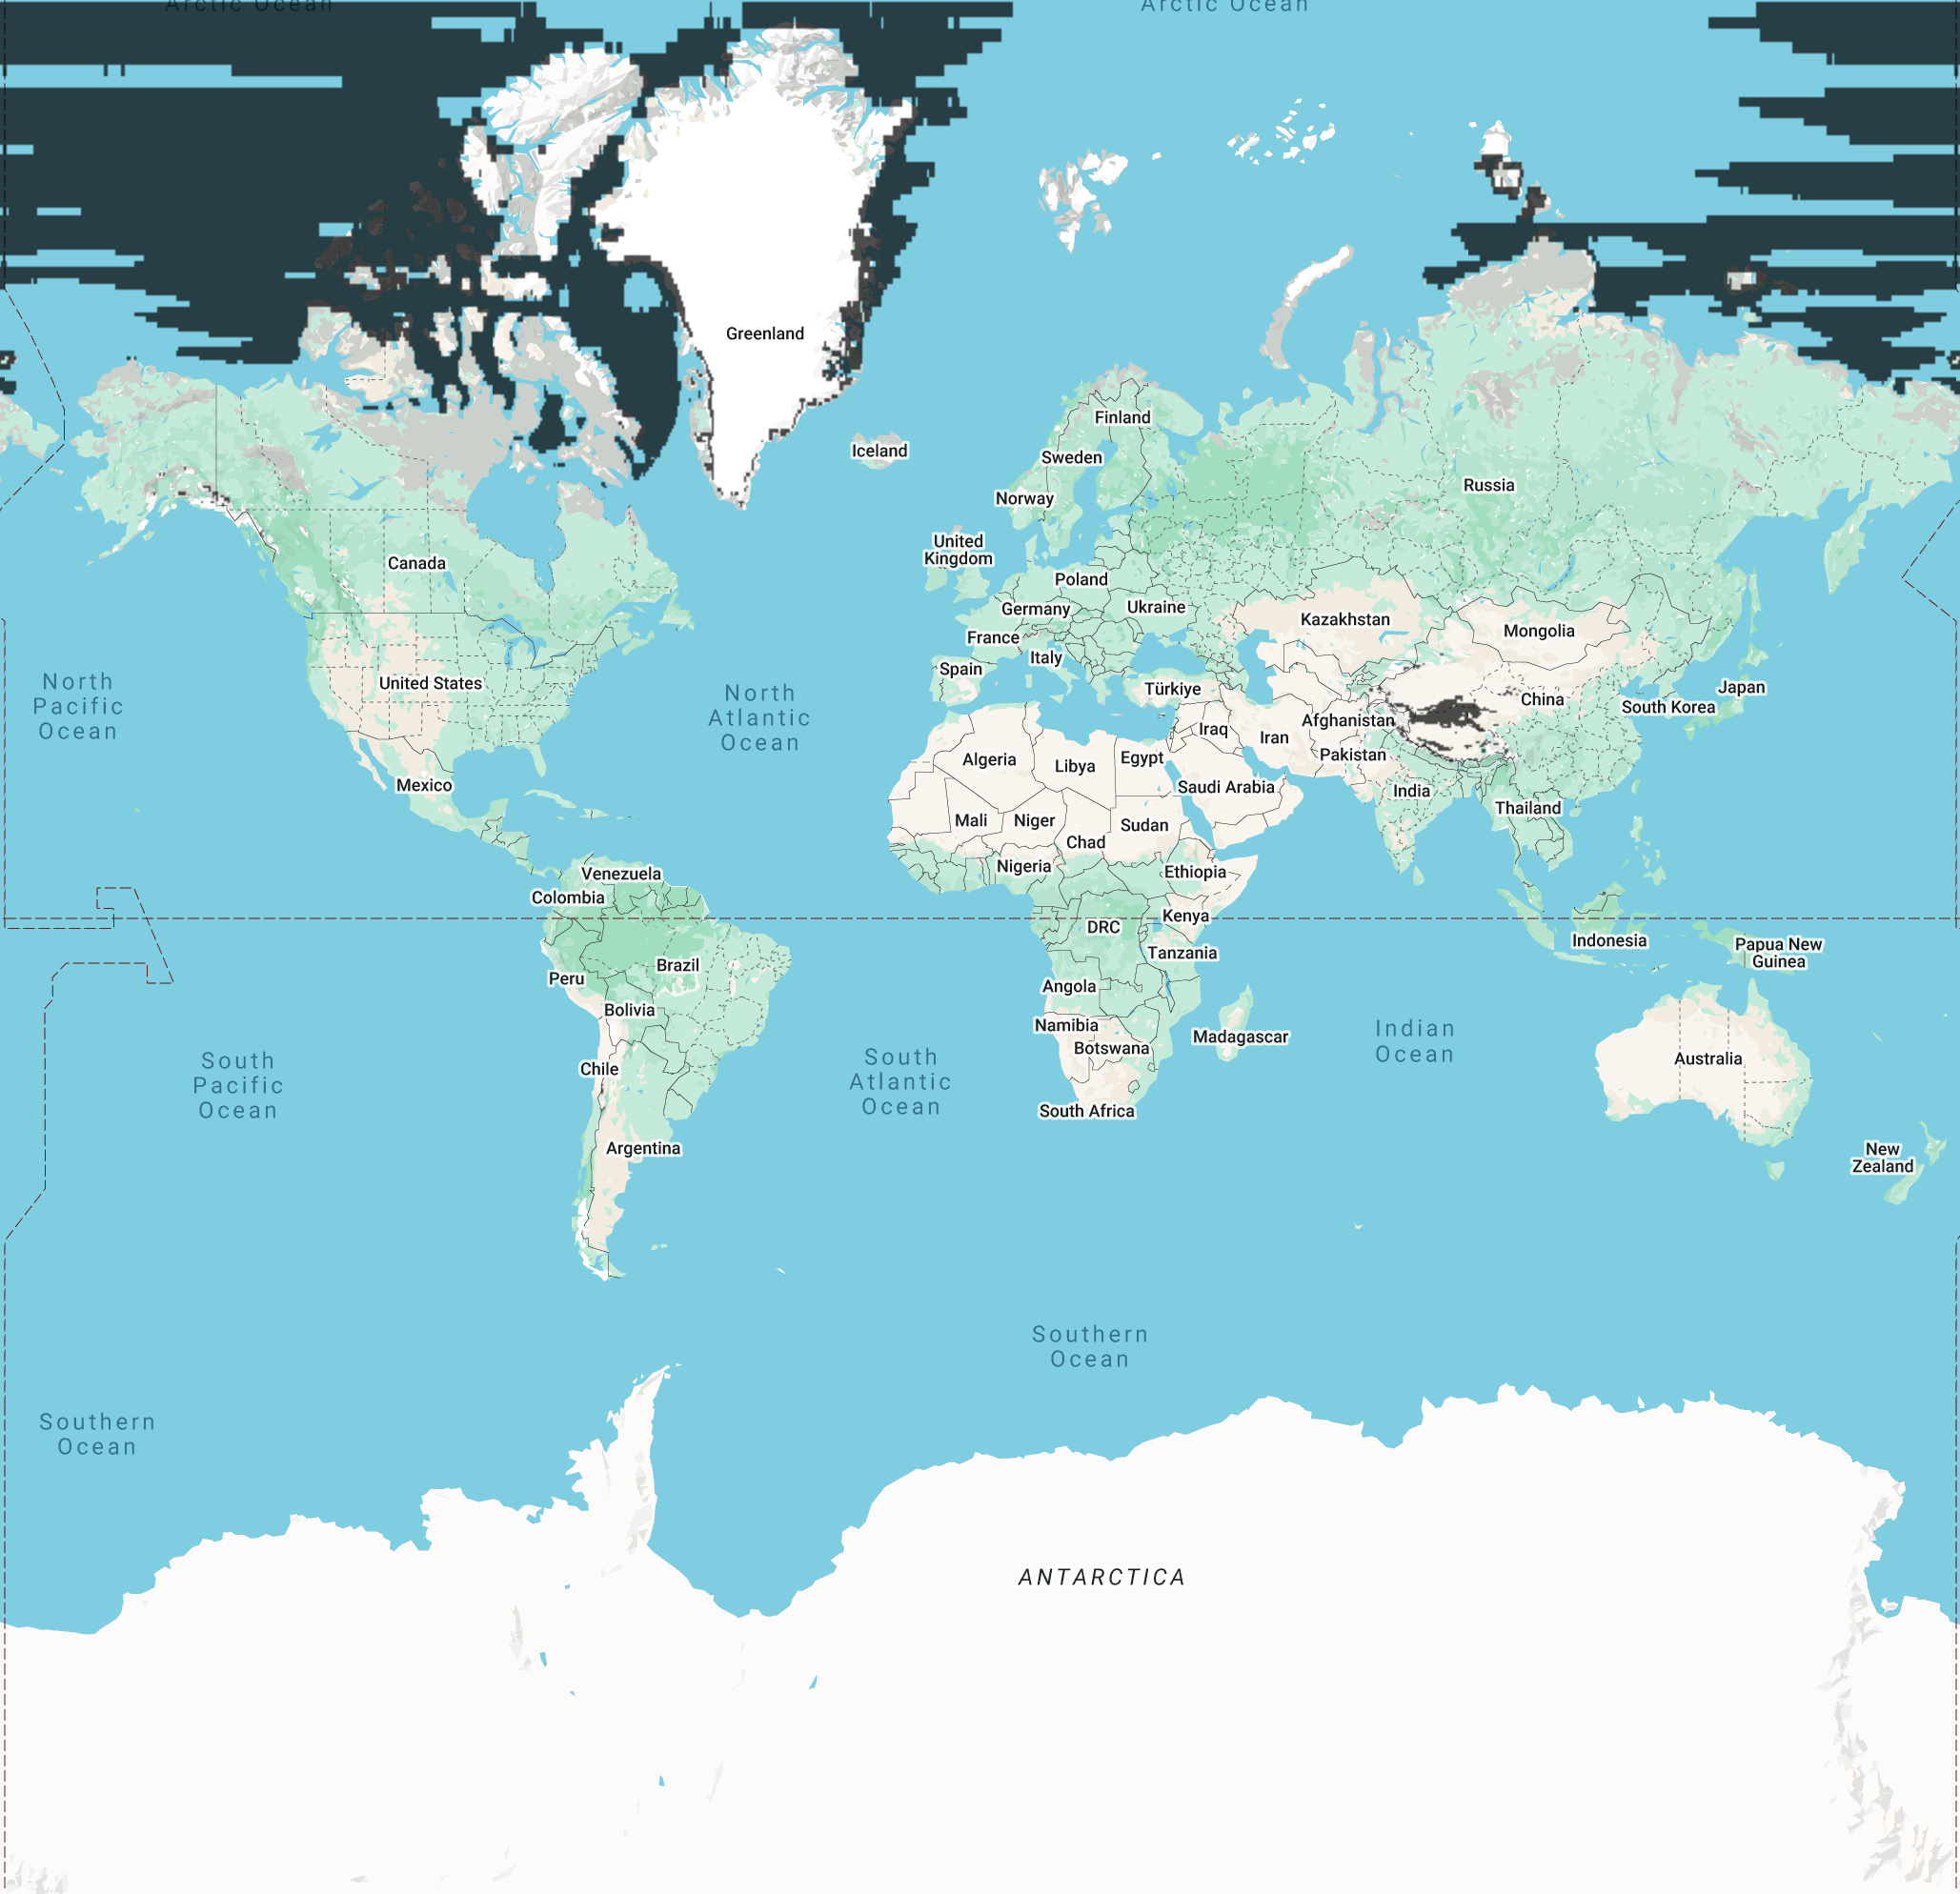 Arctic Ocean
Arctic Ocean
Greenland
Finland
Iceland
Sweden
Russia
Norway
United
Kingdom
Canada
Poland
Germany
Ukraine
Kazakhstan
Mongolia
France
Italy
Spain
North
Pacific
Ocean
United States
North
Atlantic
Ocean
Türkiye
China
Japan
South Korea
Afghanistan
Iraq
Iran
Pakistan
Algeria
Libya
Egypt
Mexico
Saudi Arabia
India
Thailand
Mali
Niger
Sudan
Chad
Nigeria
Ethiopia
Venezuela
Colombia
Kenya
DRC
Indonesia
Papua New
Guinea
Tanzania
Brazil
Peru
Angola
Bolivia
Namibia
Botswana
Madagascar
Indian
Ocean
Australia
South
Pacific
Ocean
Chile
South
Atlantic
Ocean
South Africa
Argentina
New
Zealand
Southern
Ocean
Southern
Ocean
ANTARCTICA